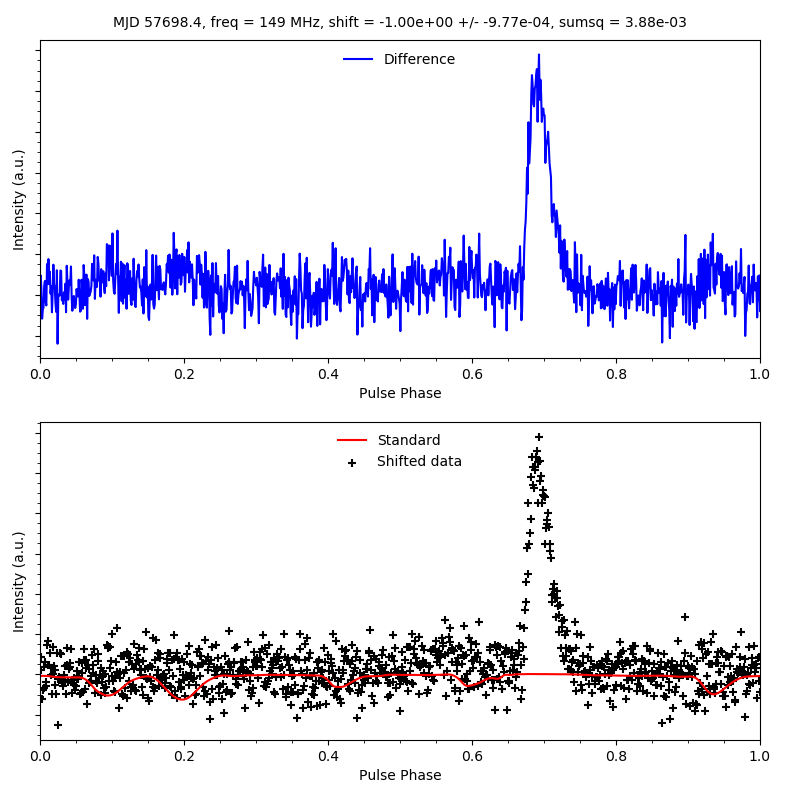 MJD 57698.4, freq = 149 MHz, shift = -1.00e+00 +/- -9.77e-04, sumsq = 3.88e-03
Difference
Intensity (a.u.)
0.0 0.2 0.4 0.6 0.8 1.0
Pulse Phase
Standard
Shifted data
Intensity (a.u.)
0.0 0.2 0.4 0.6 0.8 1.0
Pulse Phase